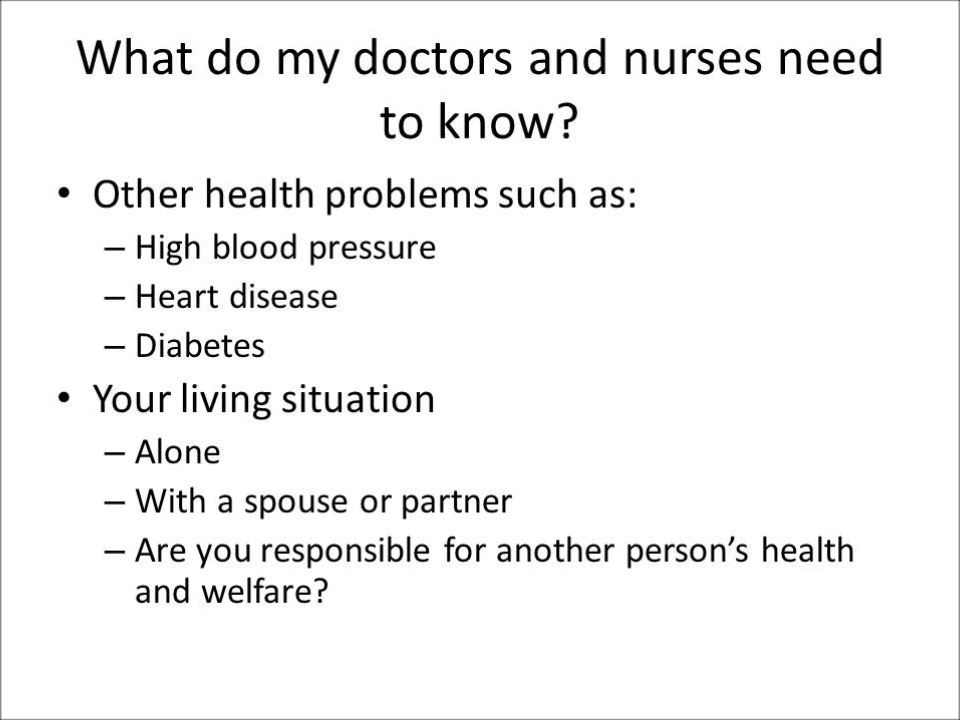 What do my doctors and nurses need
to know?
• Other health problems such as:
– High blood pressure
– Heart disease
– Diabetes
• Your living situation
– Alone
– With a spouse or partner
– Are you responsible for another person’s health
and welfare?